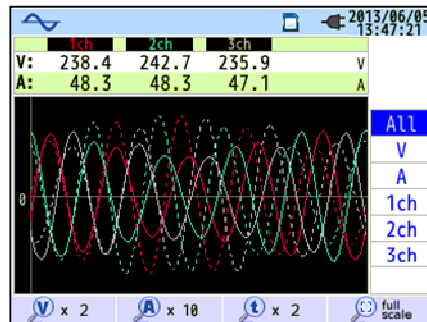 2013/06/05
13:47:21
1ch 2ch 3ch
V: 238.4 242.7 235.9 V
A: 48.3 48.3 47.1 A
0
All
V
A
1ch
2ch
3ch
V x 2 A x 10 t x 2 full scale